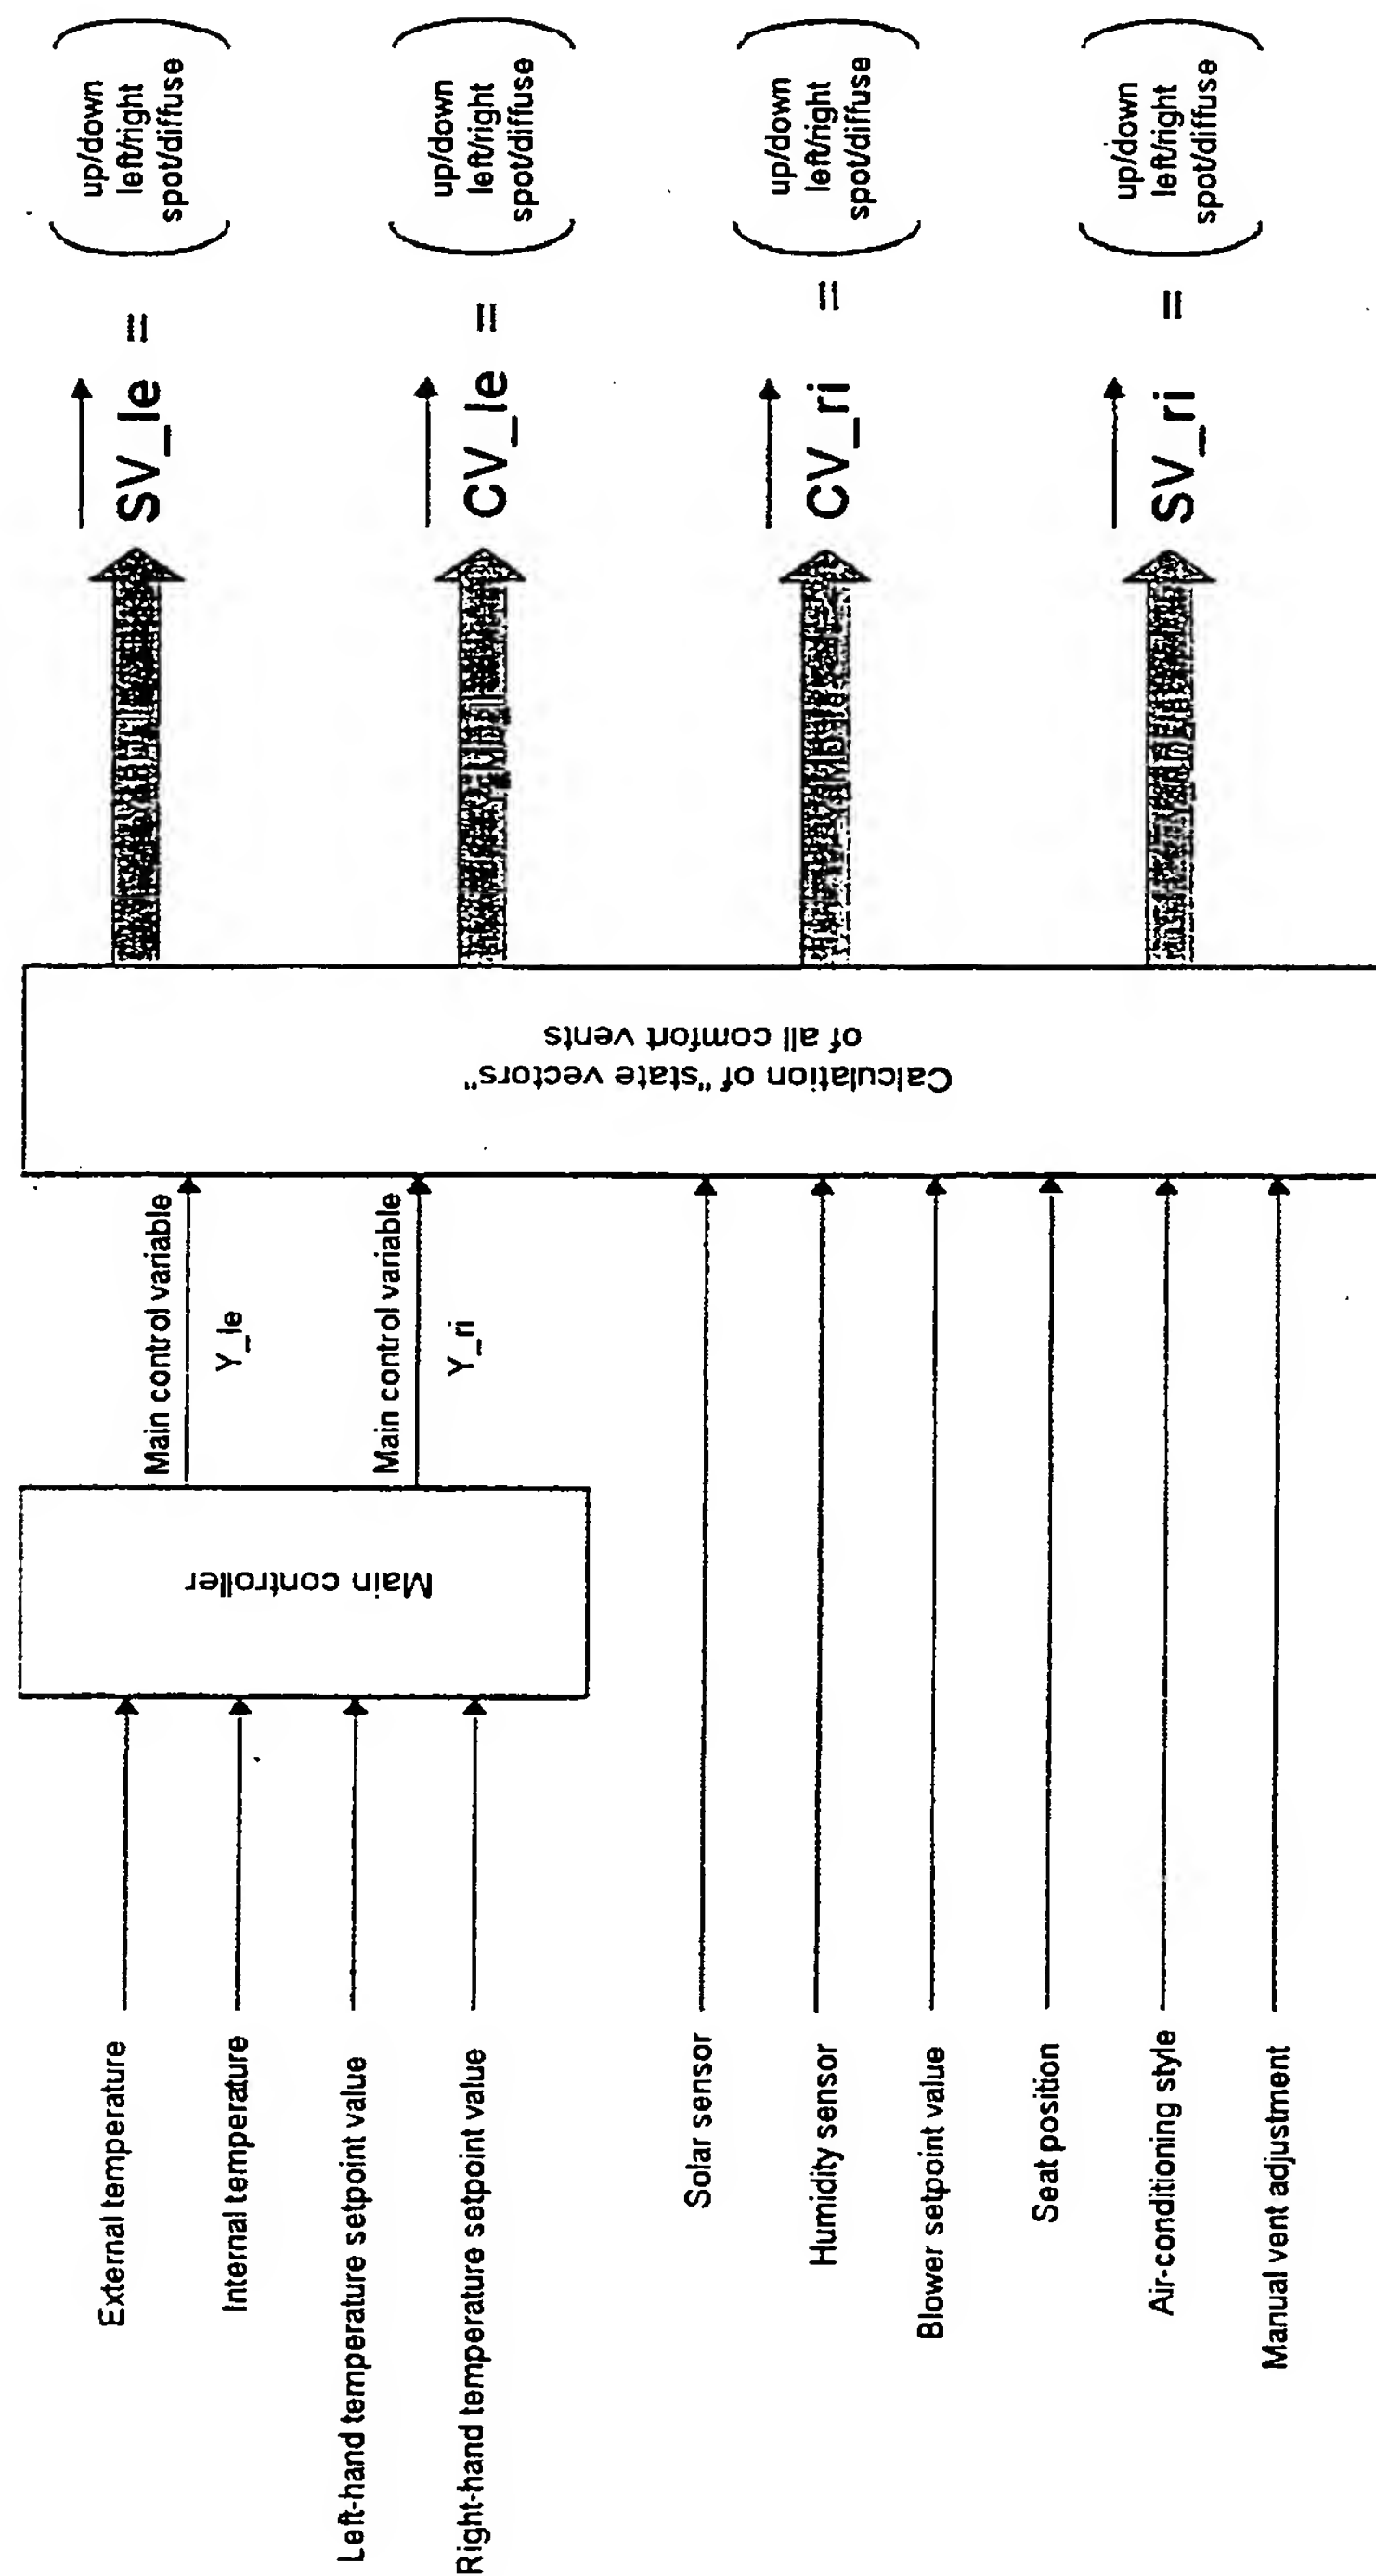 External temperature
Internal temperature
Left-hand temperature setpoint value
Right-hand temperature setpoint value
Solar sensor
Humidity sensor
Blower setpoint value
Seat position
Air-conditioning style
Manual vent adjustment
Main controller
Main control variable
Y_le
Main control variable
Y_ri
Calculation of "state vectors"
of all comfort vents
SV_le =
up/down
left/right
spot/diffuse
CV_le =
up/down
left/right
spot/diffuse
CV_ri =
up/down
left/right
spot/diffuse
SV_ri =
up/down
left/right
spot/diffuse